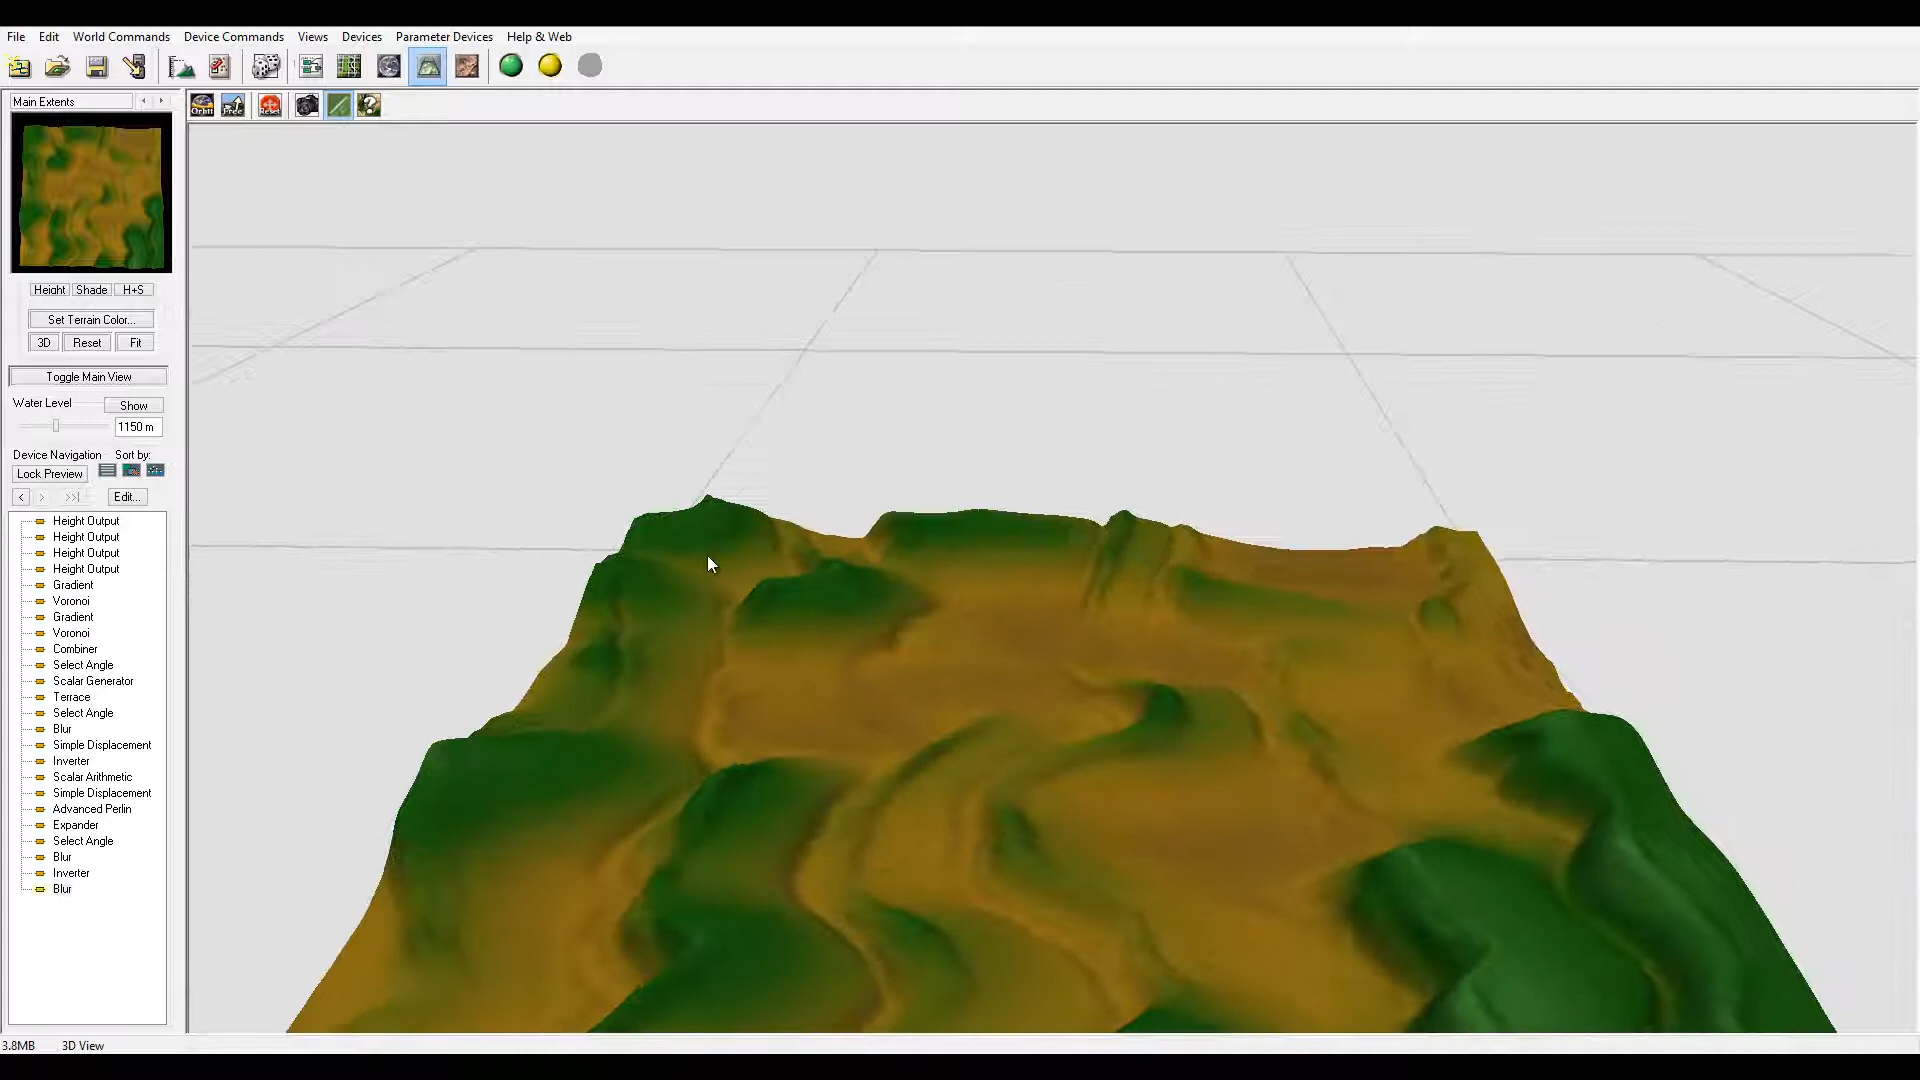 File Edit World Commands Device Commands Views Devices Parameter Devices Help & Web
Main Extents
Orbit Free Reset
Height Shade H+S
Set Terrain Color...
3D Reset Fit
Toggle Main View
Water Level Show
1150 m
Device Navigation Sort by:
Lock Preview
< > >>| Edit...
Height Output
Height Output
Height Output
Height Output
Gradient
Voronoi
Gradient
Voronoi
Combiner
Select Angle
Scalar Generator
Terrace
Select Angle
Blur
Simple Displacement
Inverter
Scalar Arithmetic
Simple Displacement
Advanced Perlin
Expander
Select Angle
Blur
Inverter
Blur
3.8MB 3D View